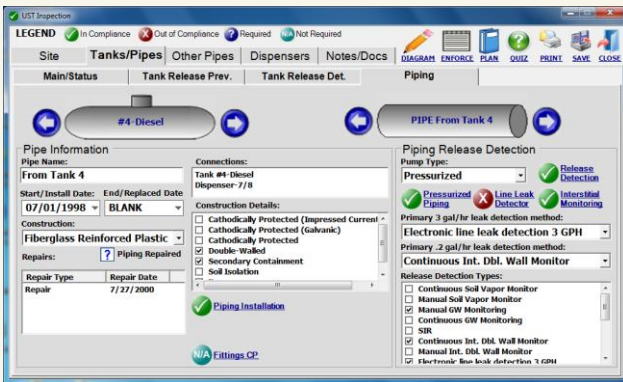 UST Inspection
LEGEND In Compliance Out of Compliance ? Required N/A Not Required
Site Tanks/Pipes Other Pipes Dispensers Notes/Docs
DIAGRAM ENFORCE PLAN QUIZ PRINT SAVE CLOSE
Main/Status Tank Release Prev. Tank Release Det. Piping
#4-Diesel
PIPE From Tank 4
Pipe Information
Pipe Name:
From Tank 4
Start/Install Date: End/Replaced Date
07/01/1998 BLANK
Construction:
Fiberglass Reinforced Plastic
Repairs: ? Piping Repaired
Repair Type Repair Date
Repair 7/27/2000
Connections:
Tank #4-Diesel
Dispenser-7/8
Construction Details:
Cathodically Protected (Impressed Current
Cathodically Protected (Galvanic)
Cathodically Protected
Double-Walled
Secondary Containment
Soil Isolation
Piping Installation
N/A Fittings CP
Piping Release Detection
Pump Type:
Pressurized
Release Detection
Pressurized Piping
Line Leak Detector
Interstitial Monitoring
Primary 3 gal/hr leak detection method:
Electronic line leak detection 3 GPH
Primary .2 gal/hr leak detection method:
Continuous Int. Dbl. Wall Monitor
Release Detection Types:
Continuous Soil Vapor Monitor
Manual Soil Vapor Monitor
Manual GW Monitoring
Continuous GW Monitoring
SIR
Continuous Int. Dbl. Wall Monitor
Manual Int. Dbl. Wall Monitor
Electronic line leak detection 3 GPH